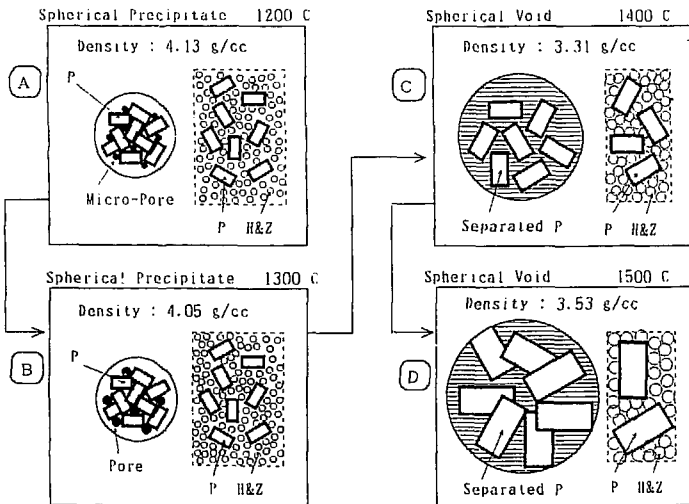 Spherical Precipitate 1200 C
Density : 4.13 g/cc
A
P
Micro-Pore
P H&Z
Spherical Precipitate 1300 C
Density : 4.05 g/cc
B
P
Pore
P H&Z
Spherical Void 1400 C
Density : 3.31 g/cc
C
Separated P
P H&Z
Spherical Void 1500 C
Density : 3.53 g/cc
D
Separated P
P H&Z